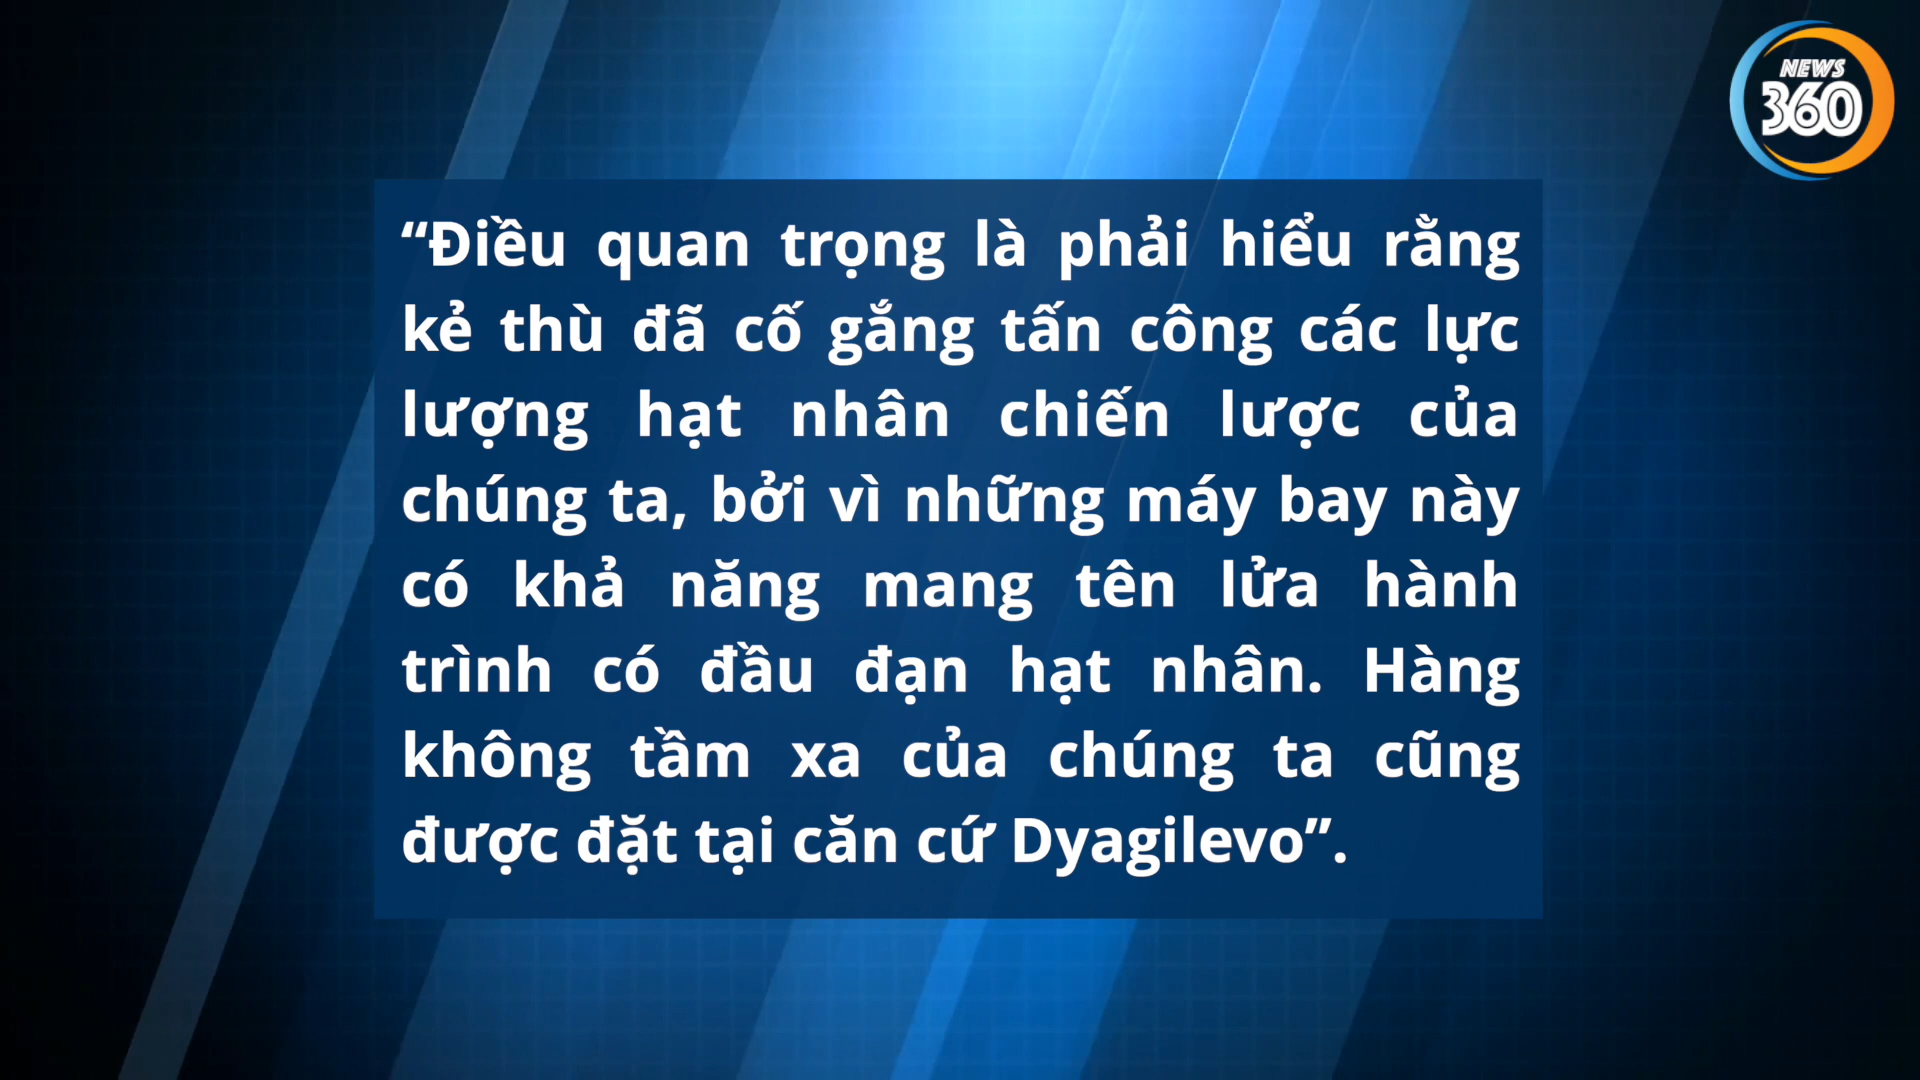 NEWS
360
“Điều quan trọng là phải hiểu rằng
kẻ thù đã cố gắng tấn công các lực
lượng hạt nhân chiến lược của
chúng ta, bởi vì những máy bay này
có khả năng mang tên lửa hành
trình có đầu đạn hạt nhân. Hàng
không tầm xa của chúng ta cũng
được đặt tại căn cứ Dyagilevo”.